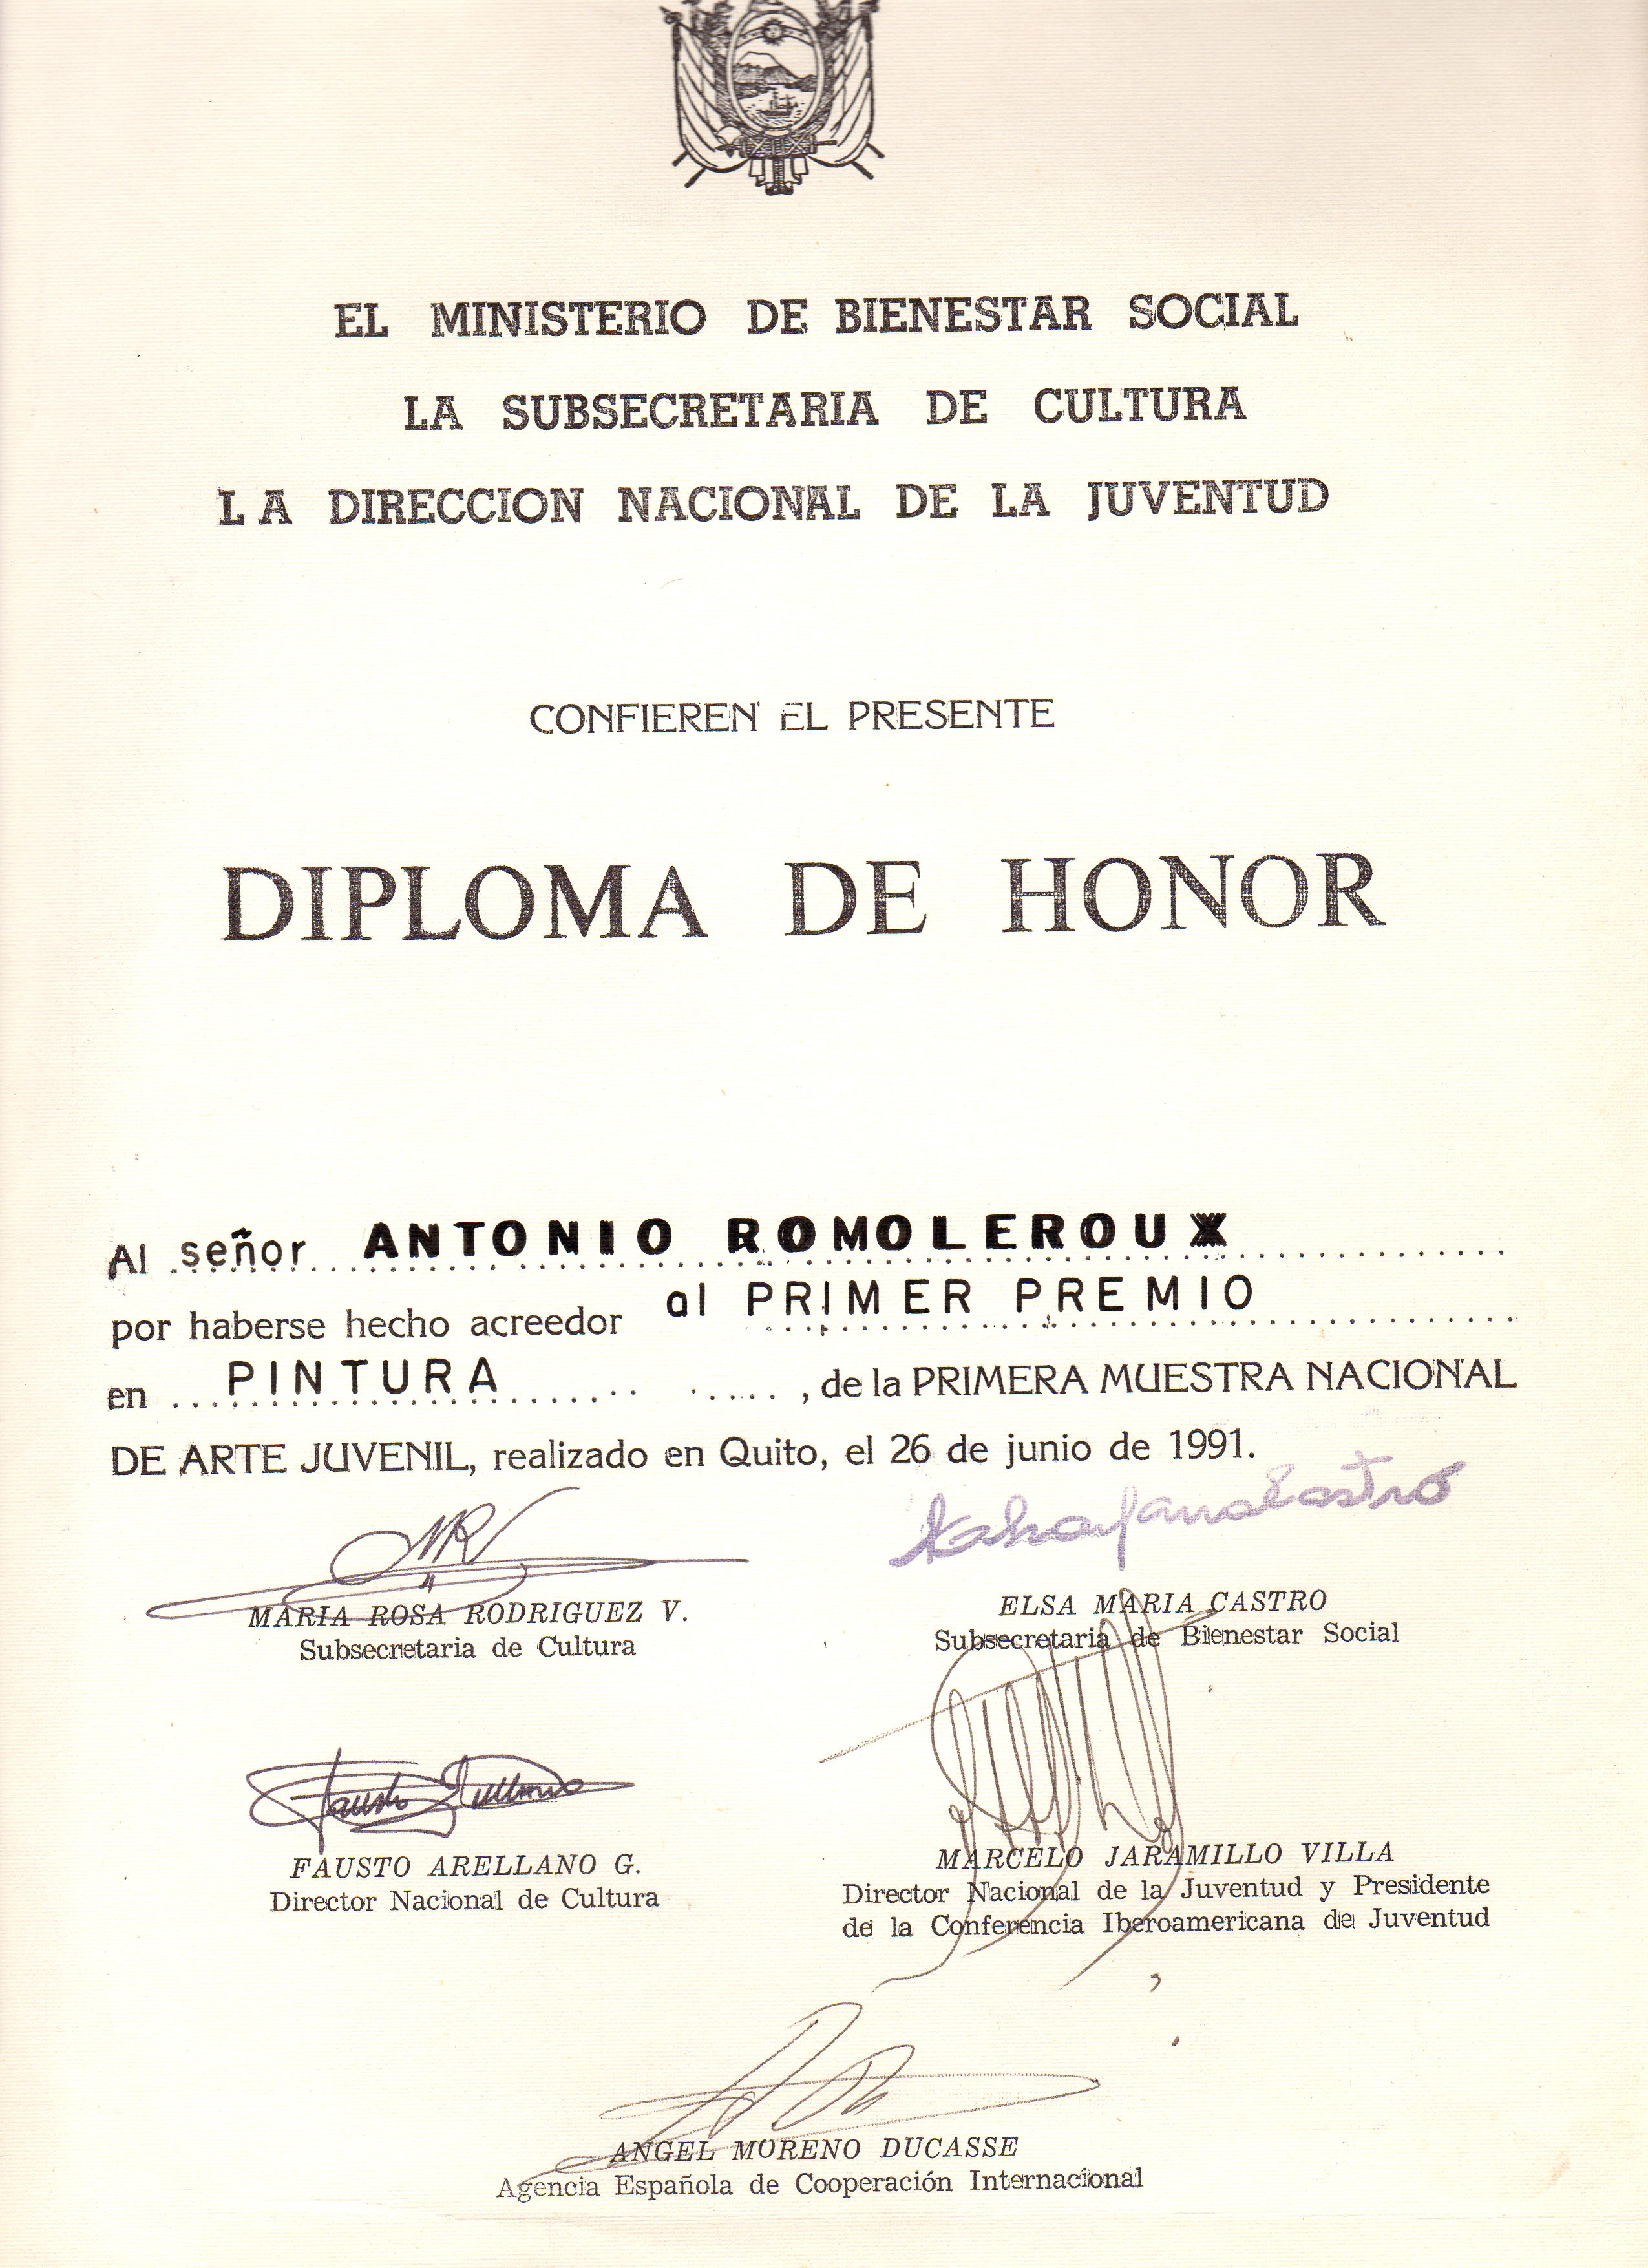 EL MINISTERIO DE BIENESTAR SOCIAL
LA SUBSECRETARIA DE CULTURA
LA DIRECCION NACIONAL DE LA JUVENTUD
CONFIEREN EL PRESENTE
DIPLOMA DE HONOR
Al señor ANTONIO ROMOLEROUX
por haberse hecho acreedor al PRIMER PREMIO
en PINTURA, de la PRIMERA MUESTRA NACIONAL
DE ARTE JUVENIL, realizado en Quito, el 26 de junio de 1991.
MARIA ROSA RODRIGUEZ V.
Subsecretaria de Cultura
ELSA MARIA CASTRO
Subsecretaria de Bienestar Social
FAUSTO ARELLANO G.
Director Nacional de Cultura
MARCELO JARAMILLO VILLA
Director Nacional de la Juventud y Presidente
de la Conferencia Iberoamericana de Juventud
ANGEL MORENO DUCASSE
Agencia Española de Cooperación Internacional